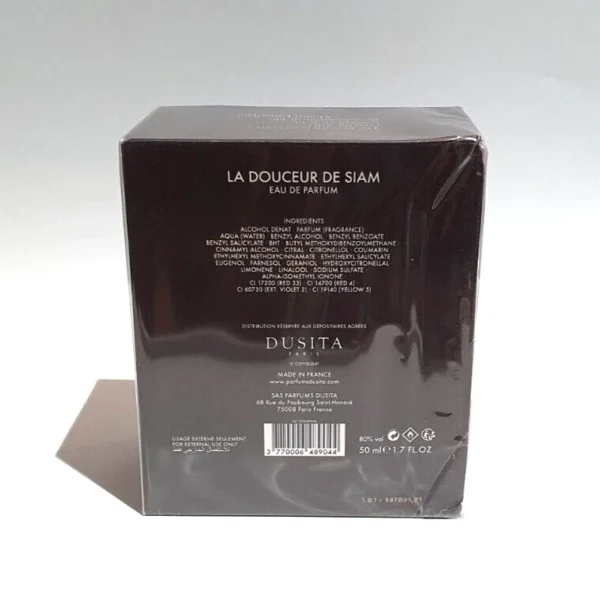 LA DOUCEUR DE SIAM
EAU DE PARFUM
INGREDIENTS
ALCOHOL DENAT · PARFUM (FRAGRANCE)
AQUA (WATER) · BENZYL ALCOHOL · BENZYL BENZOATE
BENZYL SALICYLATE · BHT · BUTYL METHOXYDIBENZOYLMETHANE
CINNAMYL ALCOHOL · CITRAL · CITRONELLOL · COUMARIN
ETHYLHEXYL METHOXYCINNAMATE · ETHYLHEXYL SALICYLATE
EUGENOL · FARNESOL · GERANIOL · HYDROXYCITRONELLAL
LIMONENE · LINALOOL · SODIUM SULFATE
ALPHA-ISOMETHYL IONONE
CI 17200 (RED 33) · CI 14700 (RED 4)
CI 60730 (EXT. VIOLET 2) · CI 19140 (YELLOW 5)
DISTRIBUTION RÉSERVÉE AUX DÉPOSITAIRES AGRÉÉS
DUSITA
PARIS
© COPYRIGHT
MADE IN FRANCE
www.parfumsdusita.com
SAS PARFUMS DUSITA
68 Rue du Faubourg Saint-Honoré
75008 Paris France
USAGE EXTERNE SEULEMENT
FOR EXTERNAL USE ONLY
للاستعمال الخارجي فقط
3 770006 489044
80% vol
50 ml e 1.7 FL.OZ